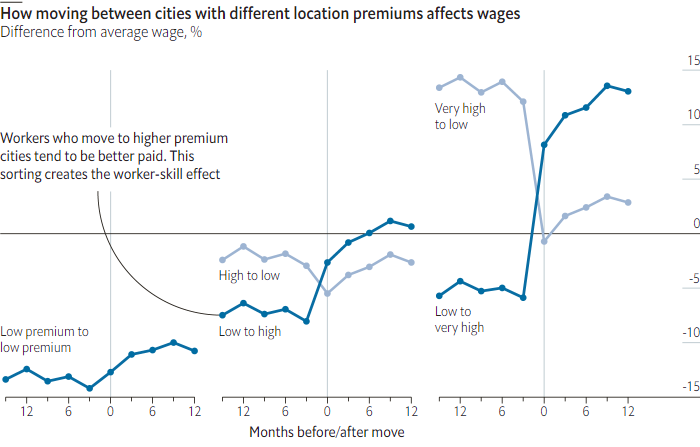 How moving between cities with different location premiums affects wages
Difference from average wage, %
15
10
5
0
-5
-10
-15
Workers who move to higher premium
cities tend to be better paid. This
sorting creates the worker-skill effect
Low premium to
low premium
High to low
Low to high
Very high
to low
Low to
very high
12 6 0 6 12
12 6 0 6 12
12 6 0 6 12
Months before/after move